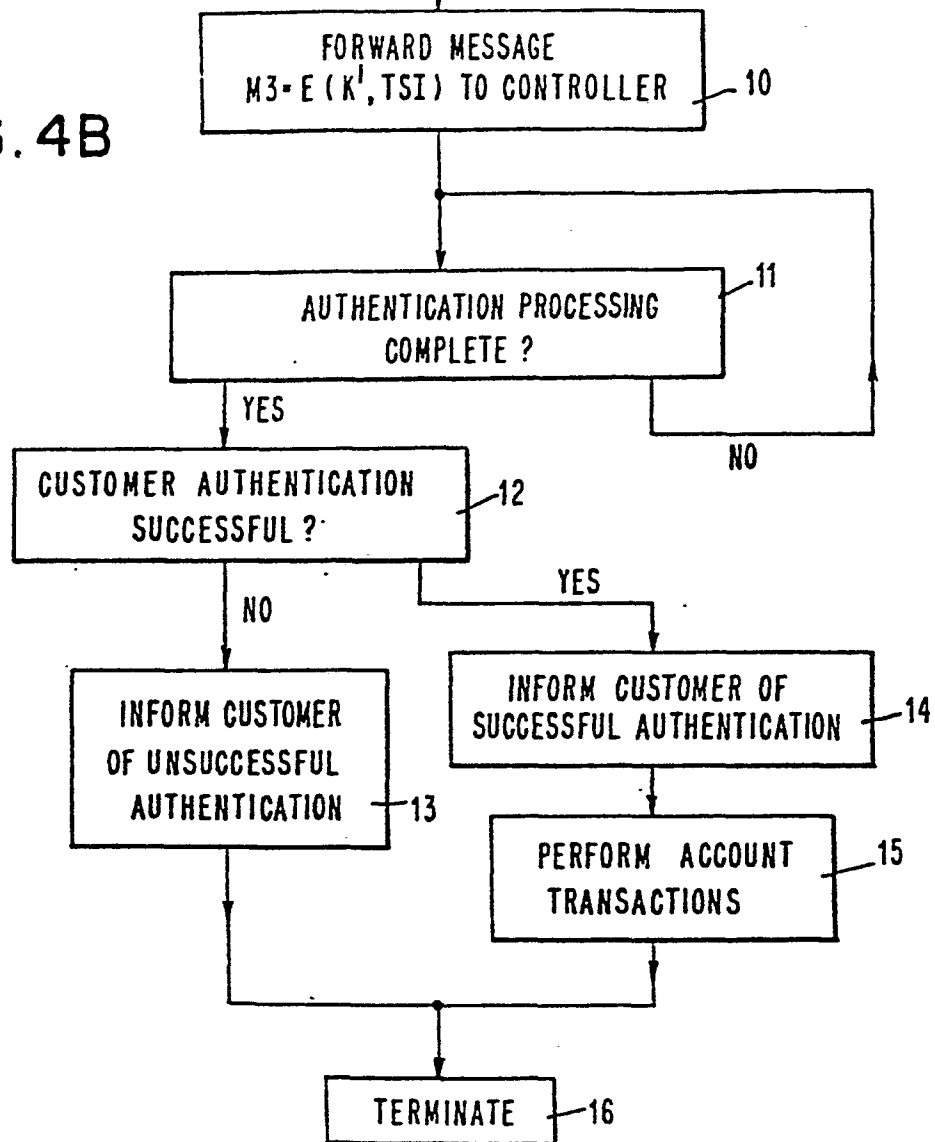 FORWARD MESSAGE
M3=E(K',TSI) TO CONTROLLER
10
.4B
AUTHENTICATION PROCESSING
COMPLETE ?
11
YES
NO
CUSTOMER AUTHENTICATION
SUCCESSFUL ?
12
NO
YES
INFORM CUSTOMER
OF UNSUCCESSFUL
AUTHENTICATION
13
INFORM CUSTOMER OF
SUCCESSFUL AUTHENTICATION
14
PERFORM ACCOUNT
TRANSACTIONS
15
TERMINATE
16